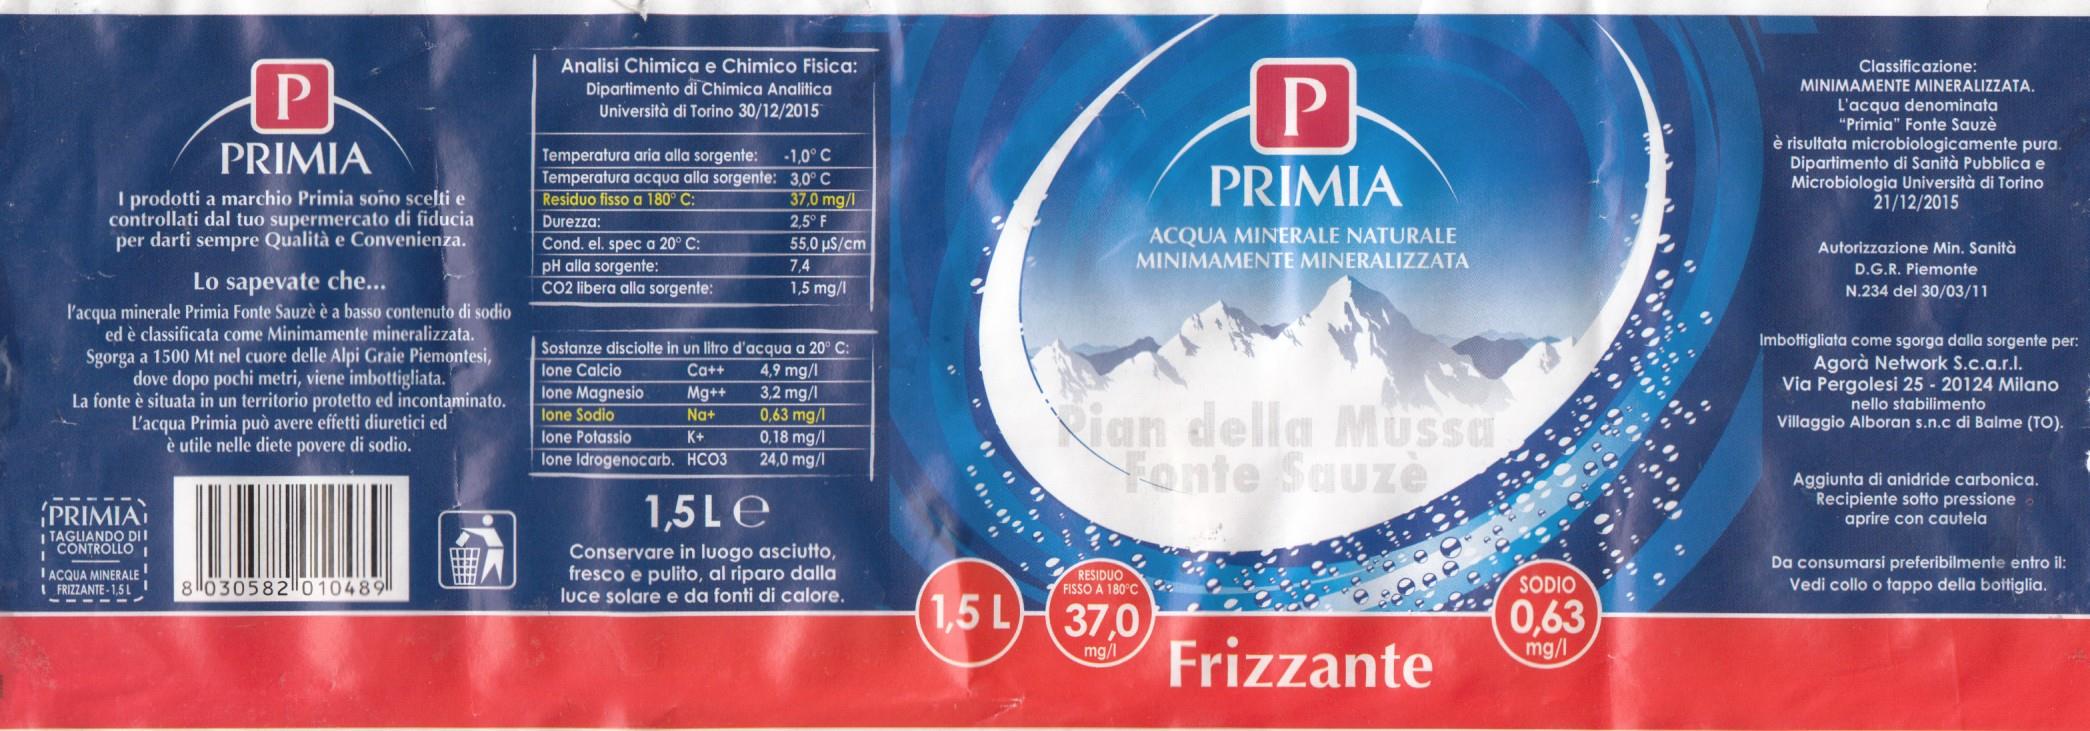 P
PRIMIA
I prodotti a marchio Primia sono scelti e
controllati dal tuo supermercato di fiducia
per darti sempre Qualità e Convenienza.
Lo sapevate che...
l'acqua minerale Primia Fonte Sauzè è a basso contenuto di sodio
ed è classificata come Minimamente mineralizzata.
Sgorga a 1500 Mt nel cuore delle Alpi Graie Piemontesi,
dove dopo pochi metri, viene imbottigliata.
La fonte è situata in un territorio protetto ed incontaminato.
L'acqua Primia può avere effetti diuretici ed
è utile nelle diete povere di sodio.
PRIMIA
TAGLIANDO DI
CONTROLLO
ACQUA MINERALE
FRIZZANTE-1,5 L
8 030582 010489
Analisi Chimica e Chimico Fisica:
Dipartimento di Chimica Analitica
Università di Torino 30/12/2015
Temperatura aria alla sorgente: -1,0° C
Temperatura acqua alla sorgente: 3,0° C
Residuo fisso a 180° C: 37,0 mg/l
Durezza: 2,5° F
Cond. el. spec a 20° C: 55,0 µS/cm
pH alla sorgente: 7,4
CO2 libera alla sorgente: 1,5 mg/l
Sostanze disciolte in un litro d'acqua a 20° C:
Ione Calcio Ca++ 4,9 mg/l
Ione Magnesio Mg++ 3,2 mg/l
Ione Sodio Na+ 0,63 mg/l
Ione Potassio K+ 0,18 mg/l
Ione Idrogenocarb. HCO3 24,0 mg/l
1,5 L e
Conservare in luogo asciutto,
fresco e pulito, al riparo dalla
luce solare e da fonti di calore.
P
PRIMIA
ACQUA MINERALE NATURALE
MINIMAMENTE MINERALIZZATA
Pian della Mussa
Fonte Sauzè
1,5 L
RESIDUO
FISSO A 180°C
37,0
mg/l
Frizzante
SODIO
0,63
mg/l
Classificazione:
MINIMAMENTE MINERALIZZATA.
L'acqua denominata
"Primia" Fonte Sauzè
è risultata microbiologicamente pura.
Dipartimento di Sanità Pubblica e
Microbiologia Università di Torino
21/12/2015
Autorizzazione Min. Sanità
D.G.R. Piemonte
N.234 del 30/03/11
Imbottigliata come sgorga dalla sorgente per:
Agorà Network S.c.a.r.l.
Via Pergolesi 25 - 20124 Milano
nello stabilimento
Villaggio Alboran s.n.c di Balme (TO).
Aggiunta di anidride carbonica.
Recipiente sotto pressione
aprire con cautela
Da consumarsi preferibilmente entro il:
Vedi collo o tappo della bottiglia.